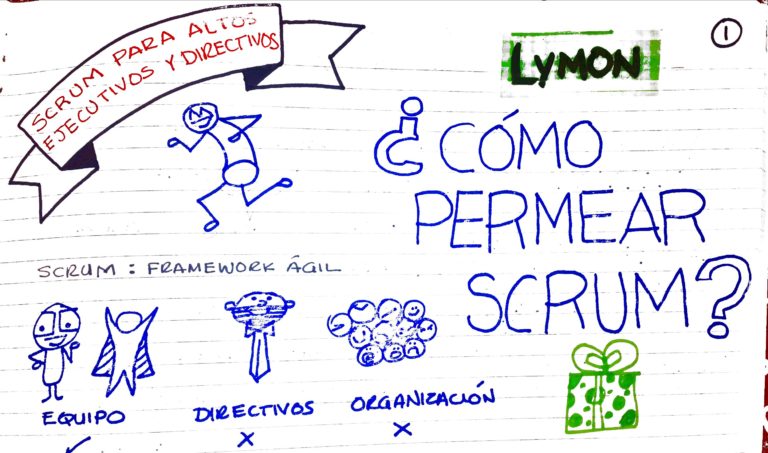 SCRUM PARA ALTOS
EJECUTIVOS Y DIRECTIVOS
LYMON
1
¿CÓMO
PERMEAR
SCRUM?
SCRUM : FRAMEWORK ÁGIL
EQUIPO
DIRECTIVOS
ORGANIZACIÓN